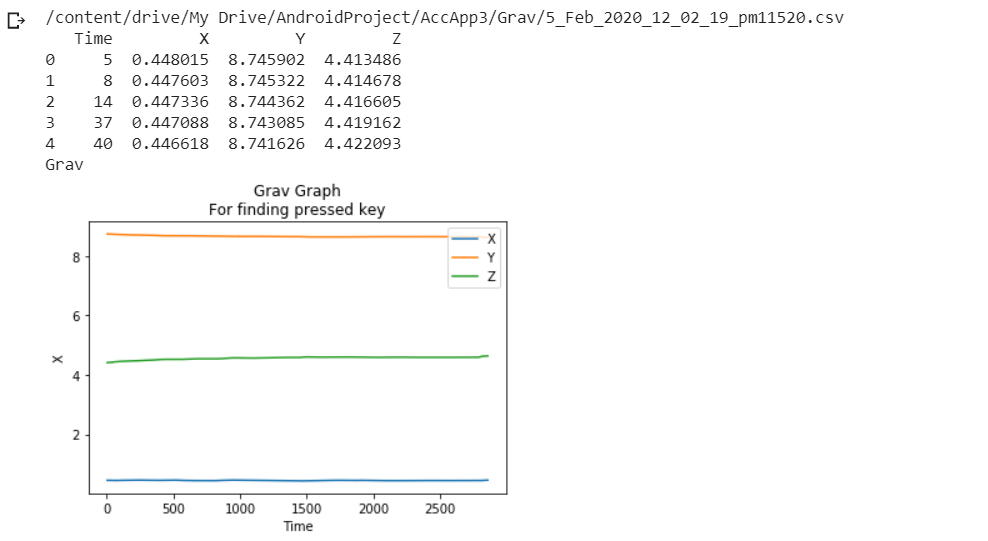 /content/drive/My Drive/AndroidProject/AccApp3/Grav/5_Feb_2020_12_02_19_pm11520.csv
Time X Y Z
0 5 0.448015 8.745902 4.413486
1 8 0.447603 8.745322 4.414678
2 14 0.447336 8.744362 4.416605
3 37 0.447088 8.743085 4.419162
4 40 0.446618 8.741626 4.422093
Grav
Grav Graph
For finding pressed key
X
Y
Z
8
6
4
2
X
0 500 1000 1500 2000 2500
Time